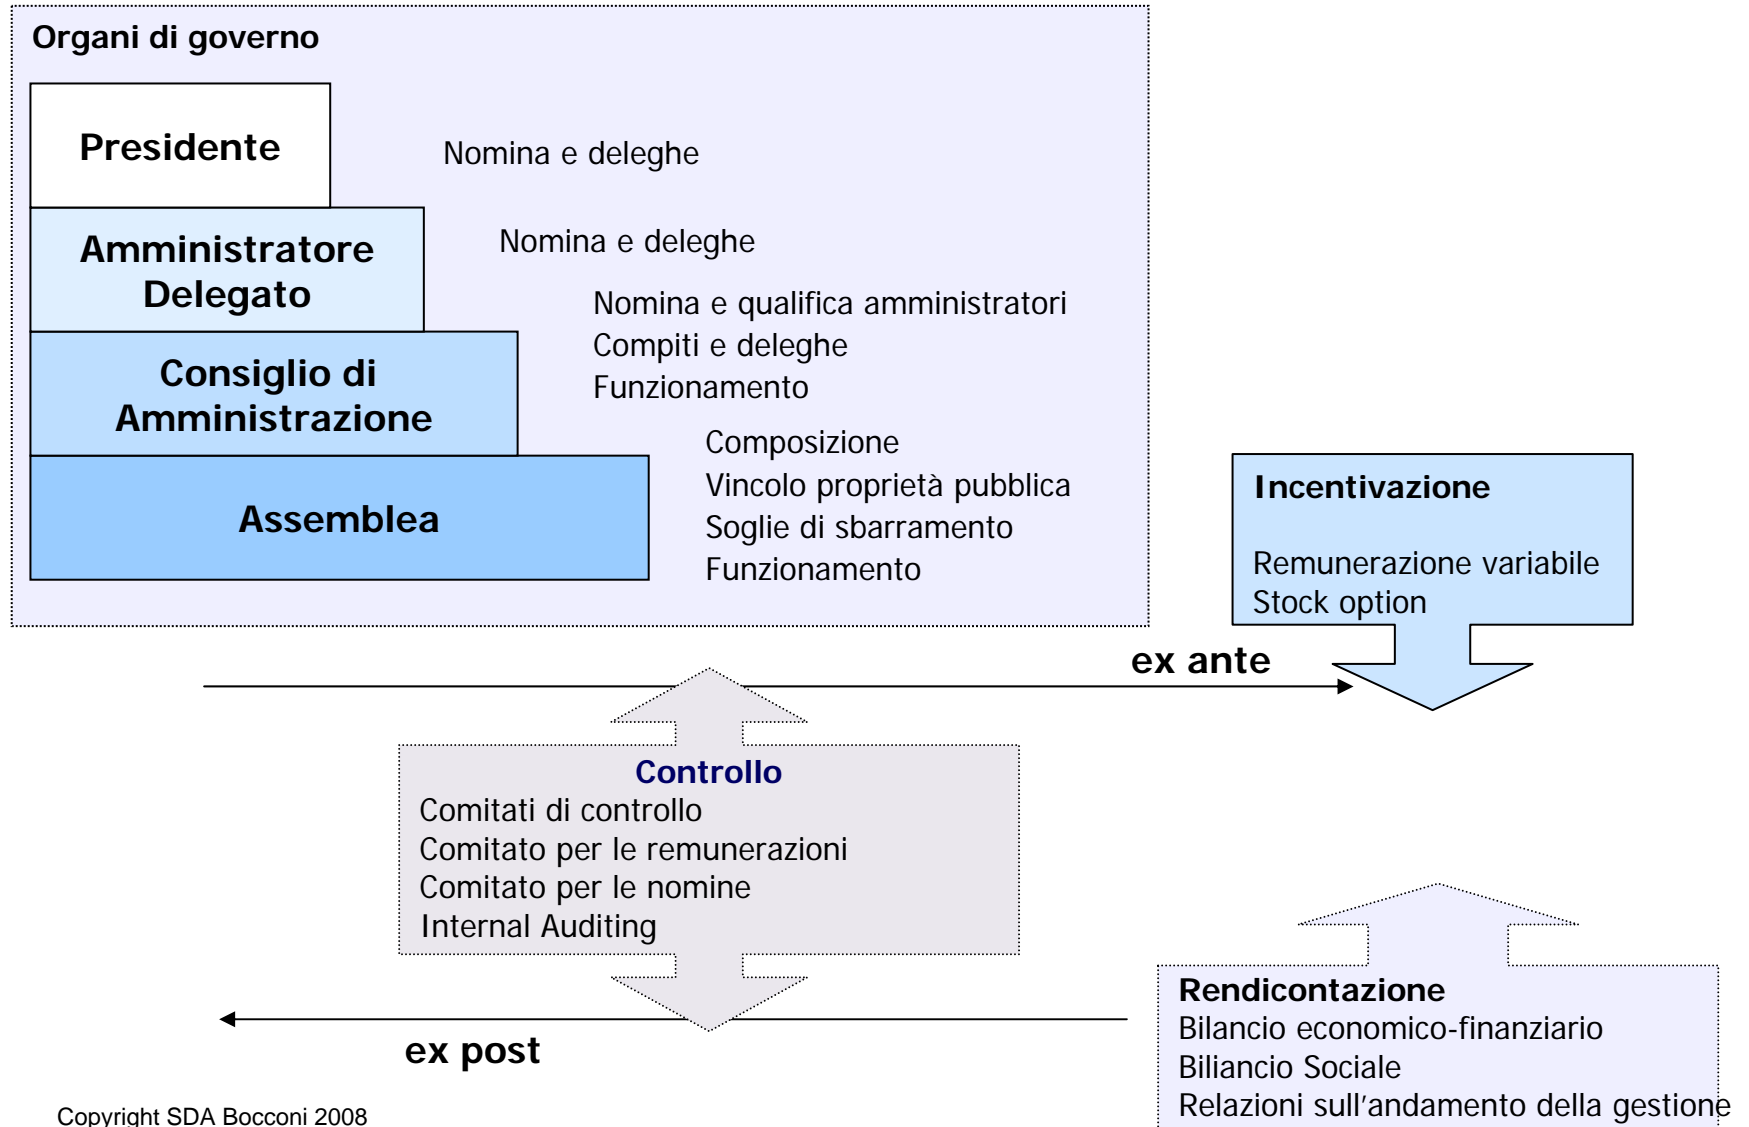 Organi di governo
Presidente
Nomina e deleghe
Amministratore
Delegato
Nomina e deleghe
Consiglio di
Amministrazione
Nomina e qualifica amministratori
Compiti e deleghe
Funzionamento
Assemblea
Composizione
Vincolo proprietà pubblica
Soglie di sbarramento
Funzionamento
Incentivazione
Remunerazione variabile
Stock option
ex ante
Controllo
Comitati di controllo
Comitato per le remunerazioni
Comitato per le nomine
Internal Auditing
ex post
Rendicontazione
Bilancio economico-finanziario
Biliancio Sociale
Relazioni sull'andamento della gestione
Copyright SDA Bocconi 2008